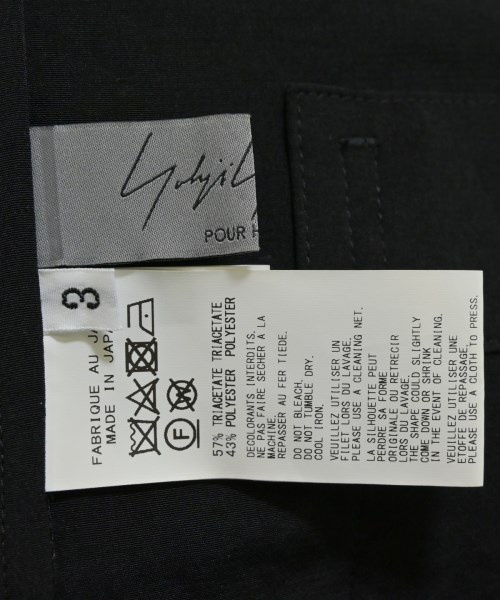 Yohji Y
POUR H
3
FABRIQUE AU JA
MADE IN JAPA
57% TRIACETATE TRIACETATE
43% POLYESTER POLYESTER
DECOLORANTS INTERDITS.
NE PAS FAIRE SECHER A LA
MACHINE.
REPASSER AU FER TIEDE.
DO NOT BLEACH.
DO NOT TUMBLE DRY.
COOL IRON.
VEUILLEZ UTILISER UN
FILET LORS DU LAVAGE.
PLEASE USE A CLEANING NET.
LA SILHOUETTE PEUT
PERDRE SA FORME
ORIGINALE OU RETRECIR
LORS DU LAVAGE.
THE SHAPE COULD SLIGHTLY
COME DOWN OR SHRINK
IN THE EVENT OF CLEANING.
VEUILLEZ UTILISER UNE
ETOFFE DE REPASSAGE.
PLEASE USE A CLOTH TO PRESS.